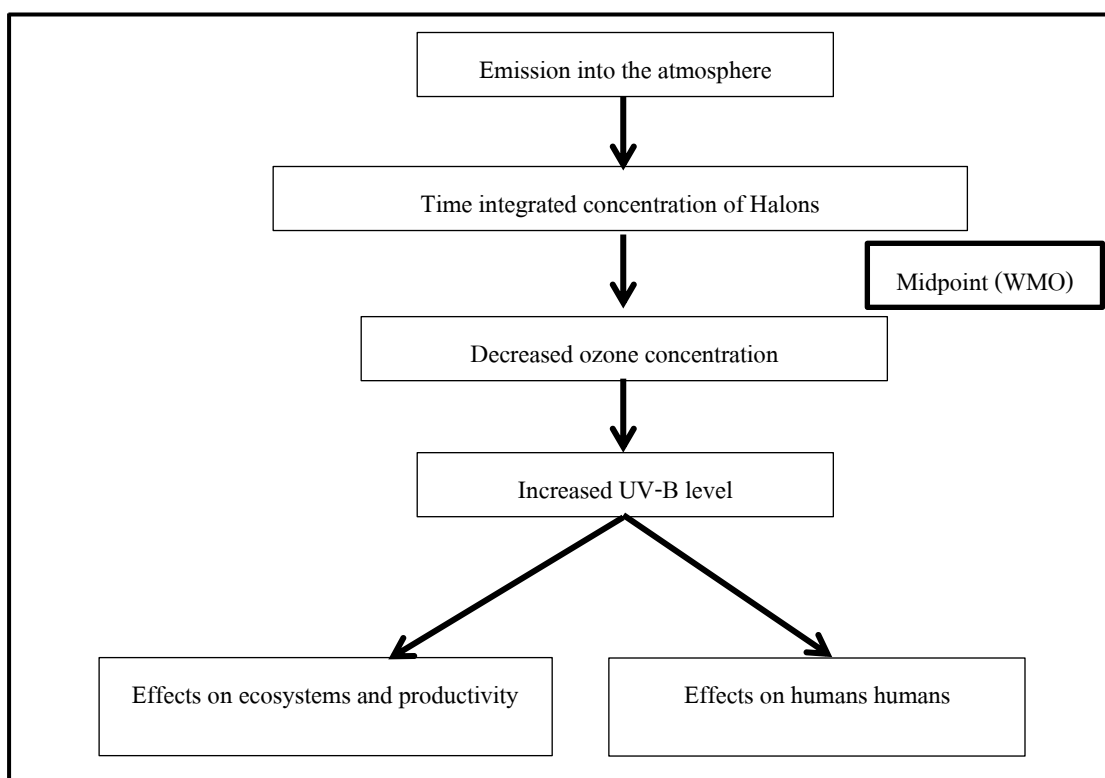 Emission into the atmosphere
Time integrated concentration of Halons
Midpoint (WMO)
Decreased ozone concentration
Increased UV-B level
Effects on ecosystems and productivity
Effects on humans humans